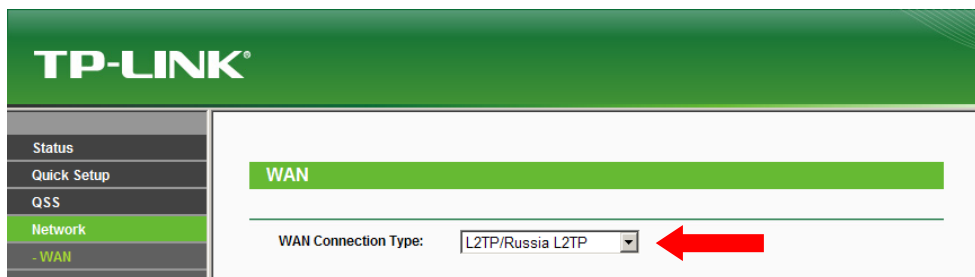 TP-LINK®
Status
Quick Setup
QSS
Network
- WAN
WAN
WAN Connection Type: L2TP/Russia L2TP